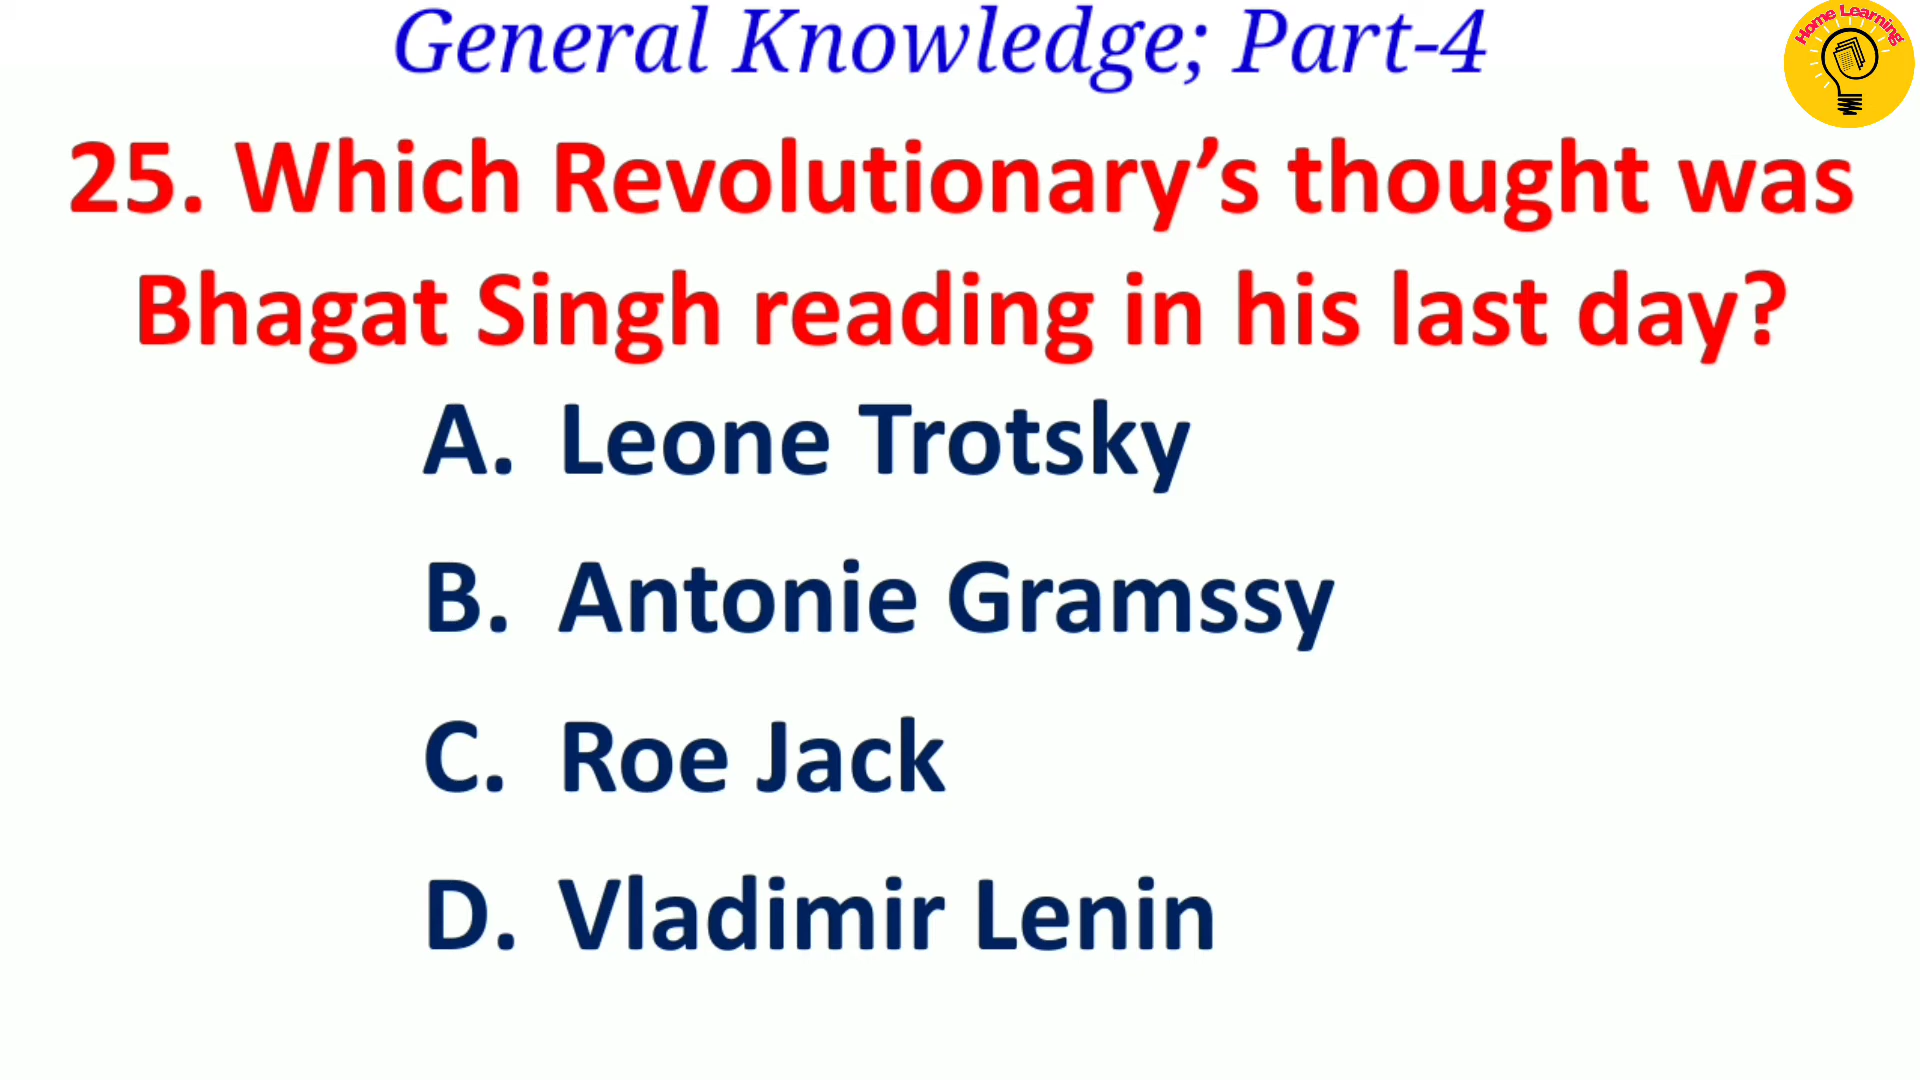 General Knowledge; Part-4
Home Learning
25. Which Revolutionary’s thought was
Bhagat Singh reading in his last day?
A. Leone Trotsky
B. Antonie Gramssy
C. Roe Jack
D. Vladimir Lenin